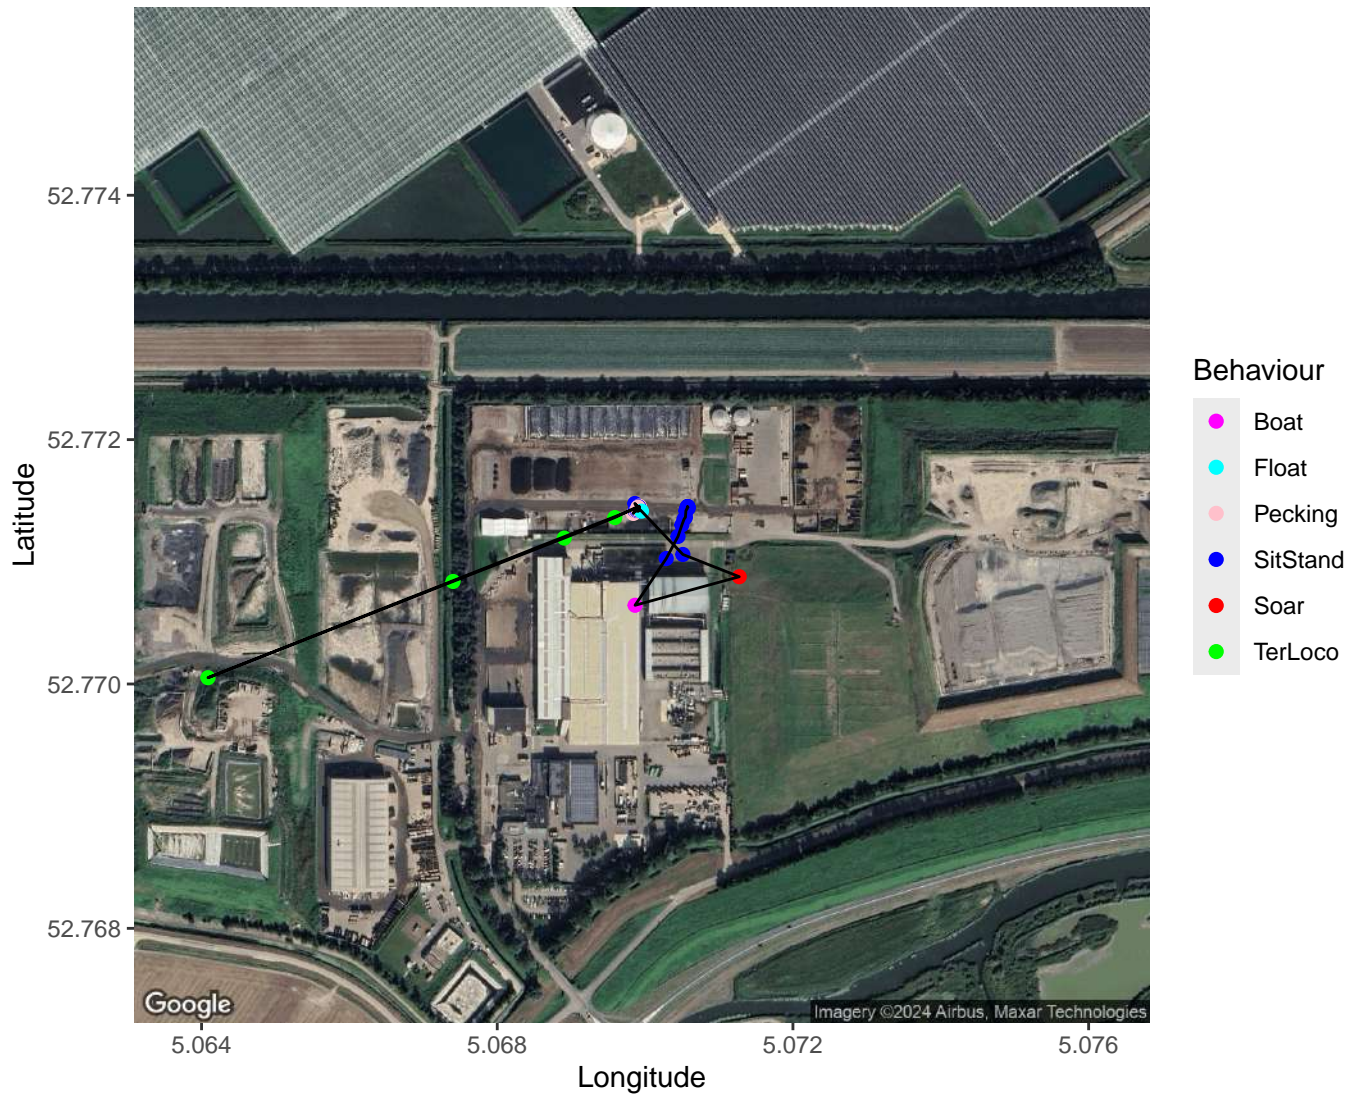 52.774
52.772
52.770
52.768
Latitude
5.064
5.068
5.072
5.076
Longitude
Google
Imagery ©2024 Airbus, Maxar Technologies
Behaviour
Boat
Float
Pecking
SitStand
Soar
TerLoco